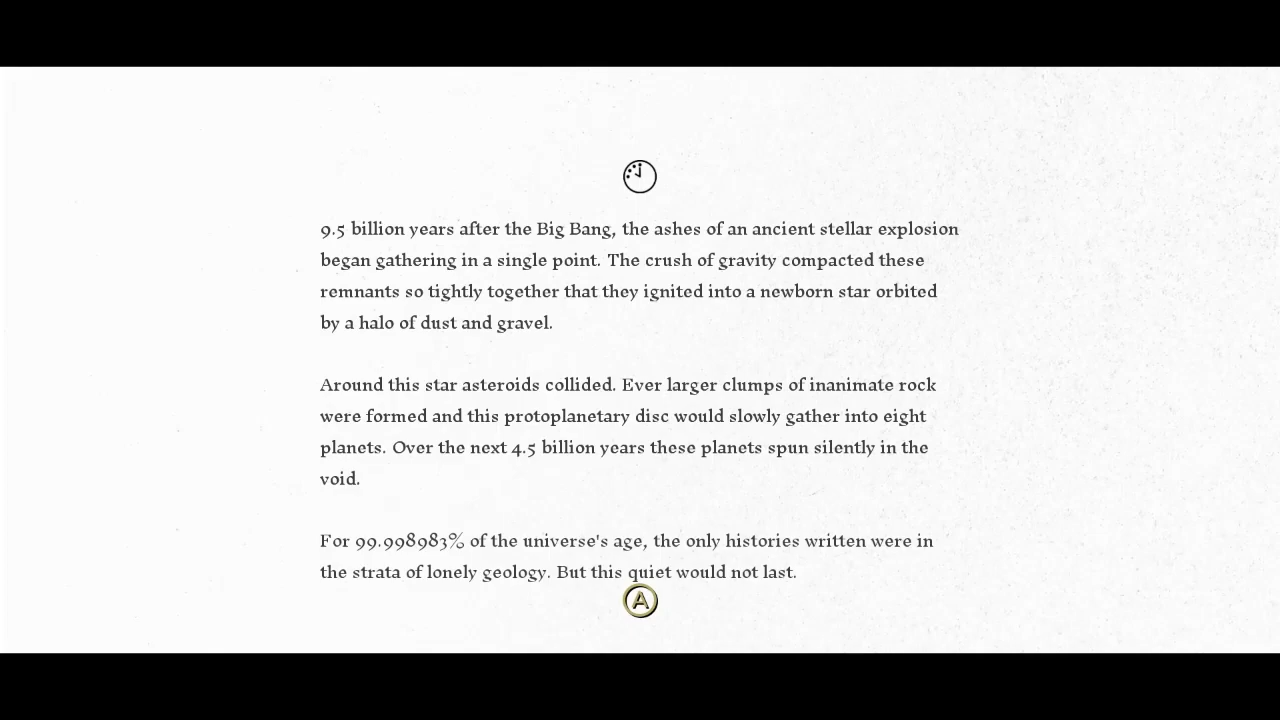 9.5 billion years after the Big Bang, the ashes of an ancient stellar explosion
began gathering in a single point. The crush of gravity compacted these
remnants so tightly together that they ignited into a newborn star orbited
by a halo of dust and gravel.
Around this star asteroids collided. Ever larger clumps of inanimate rock
were formed and this protoplanetary disc would slowly gather into eight
planets. Over the next 4.5 billion years these planets spun silently in the
void.
For 99.998983% of the universe's age, the only histories written were in
the strata of lonely geology. But this quiet would not last.
A